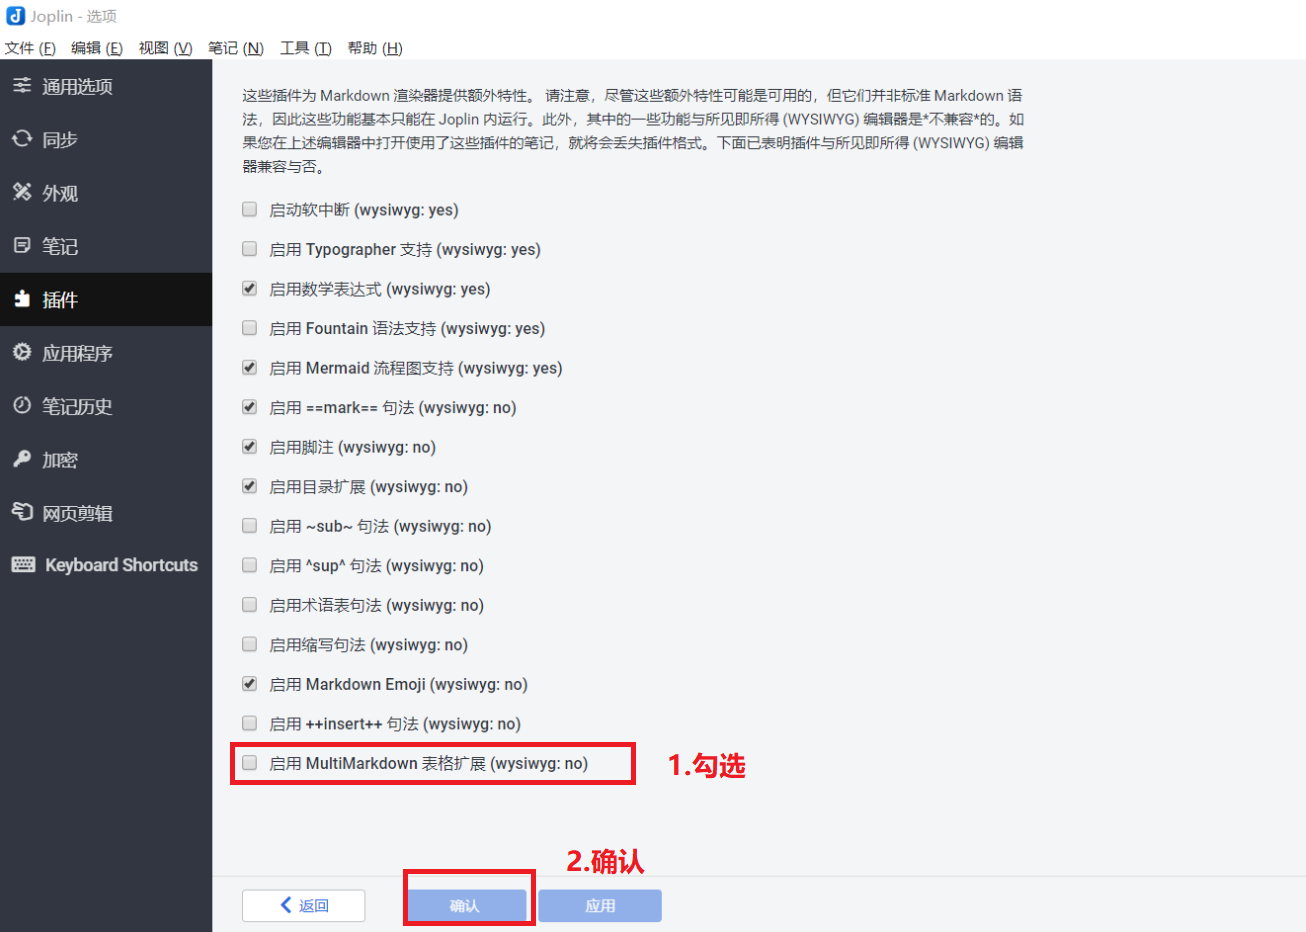 Joplin - 选项
文件 (F) 编辑 (E) 视图 (V) 笔记 (N) 工具 (T) 帮助 (H)
通用选项
同步
外观
笔记
插件
应用程序
笔记历史
加密
网页剪辑
Keyboard Shortcuts
这些插件为 Markdown 渲染器提供额外特性。 请注意，尽管这些额外特性可能是可用的，但它们并非标准 Markdown 语
法，因此这些功能基本只能在 Joplin 内运行。此外，其中的一些功能与所见即所得 (WYSIWYG) 编辑器是*不兼容*的。如
果您在上述编辑器中打开使用了这些插件的笔记，就将会丢失插件格式。下面已表明插件与所见即所得 (WYSIWYG) 编辑
器兼容与否。
启动软中断 (wysiwyg: yes)
启用 Typographer 支持 (wysiwyg: yes)
启用数学表达式 (wysiwyg: yes)
启用 Fountain 语法支持 (wysiwyg: yes)
启用 Mermaid 流程图支持 (wysiwyg: yes)
启用 ==mark== 句法 (wysiwyg: no)
启用脚注 (wysiwyg: no)
启用目录扩展 (wysiwyg: no)
启用 ~sub~ 句法 (wysiwyg: no)
启用 ^sup^ 句法 (wysiwyg: no)
启用术语表句法 (wysiwyg: no)
启用缩写句法 (wysiwyg: no)
启用 Markdown Emoji (wysiwyg: no)
启用 ++insert++ 句法 (wysiwyg: no)
启用 MultiMarkdown 表格扩展 (wysiwyg: no)
1.勾选
2.确认
返回
确认
应用